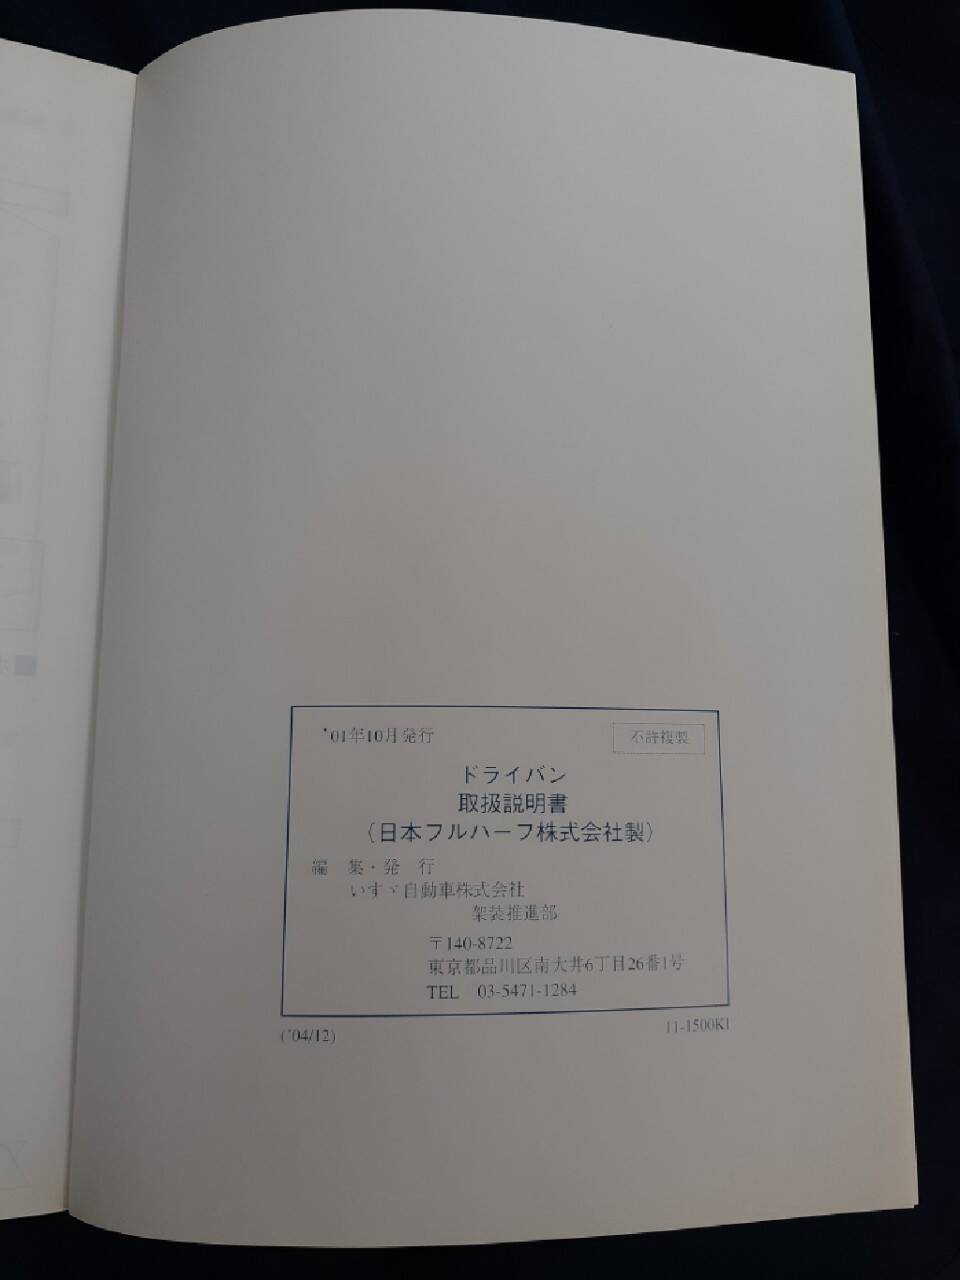 '01年10月発行
不許複製
ドライバン
取扱説明書
(日本フルハーフ株式会社製)
編 集・発 行
いすゞ自動車株式会社
架装推進部
〒140-8722
東京都品川区南大井6丁目26番1号
TEL 03-5471-1284
('04/12)
11-1500K1